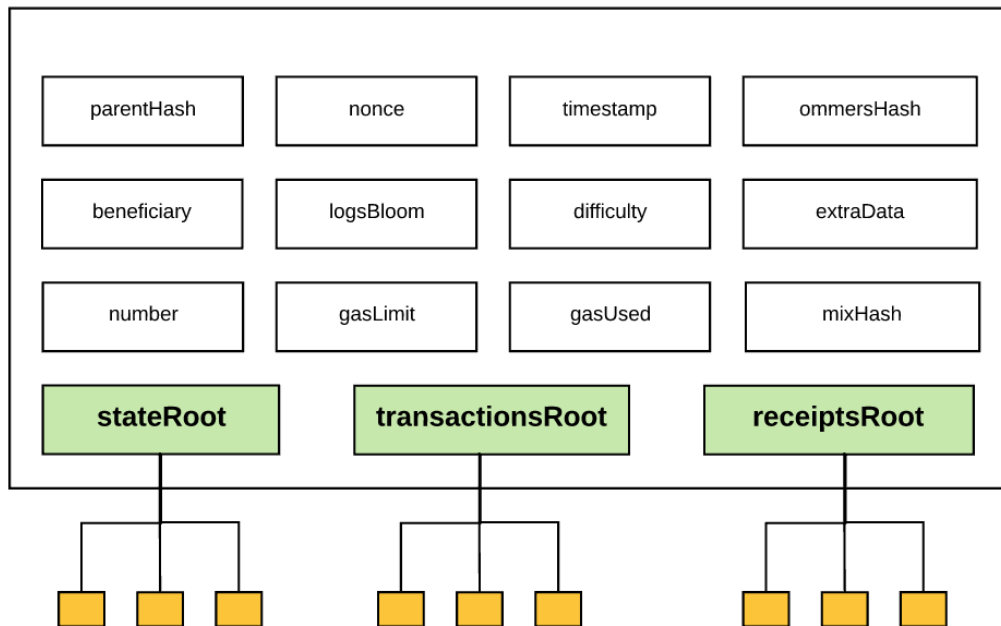 parentHash
nonce
timestamp
ommersHash
beneficiary
logsBloom
difficulty
extraData
number
gasLimit
gasUsed
mixHash
stateRoot
transactionsRoot
receiptsRoot